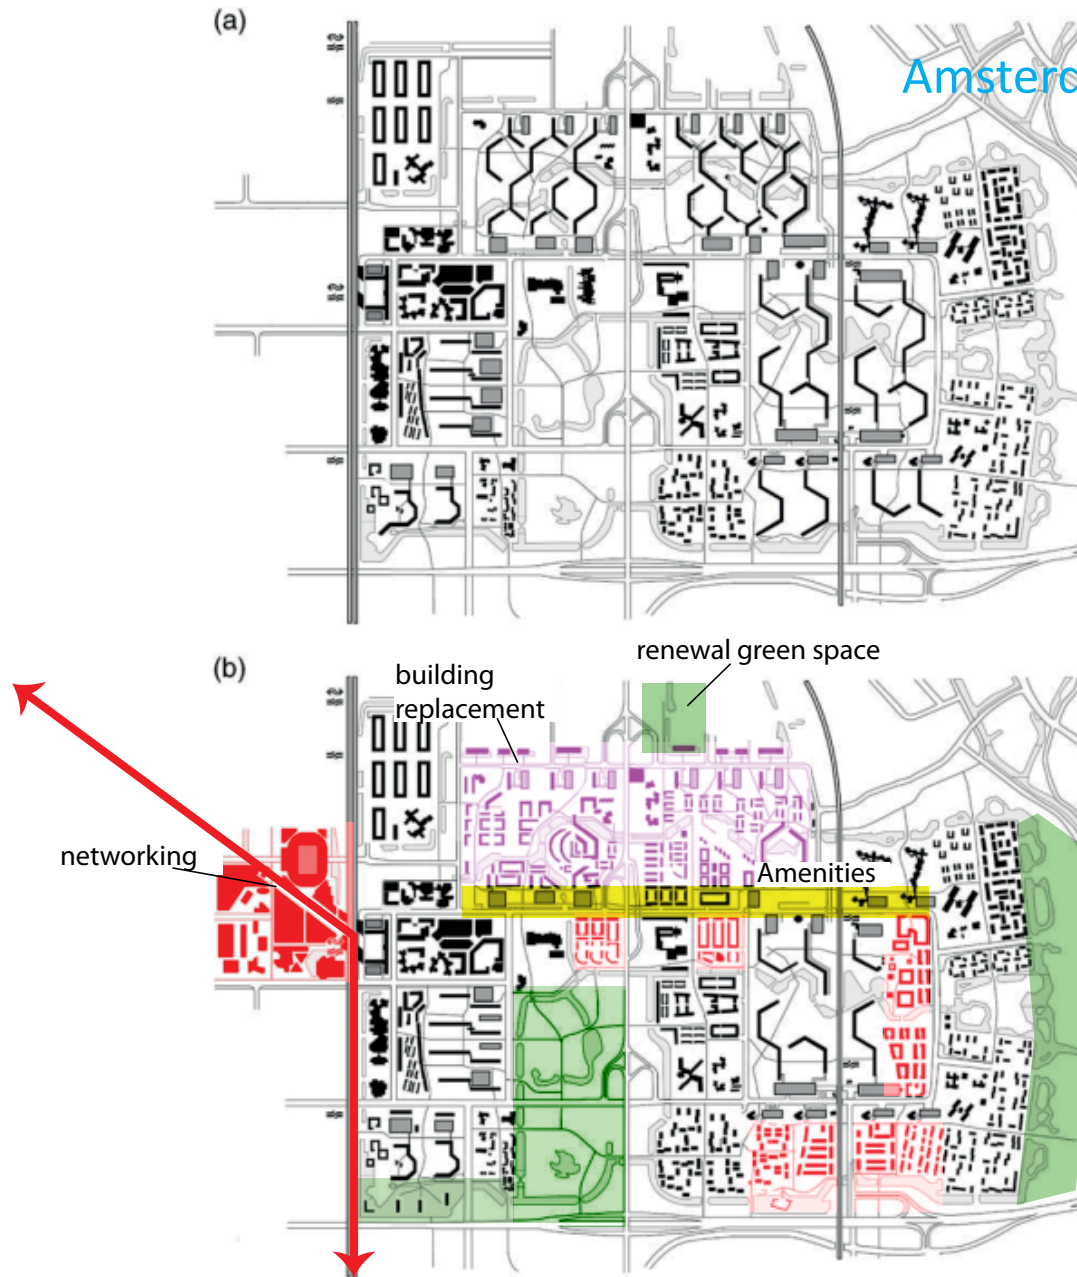 (a)
Amsterd
(b)
renewal green space
building
replacement
networking
Amenities